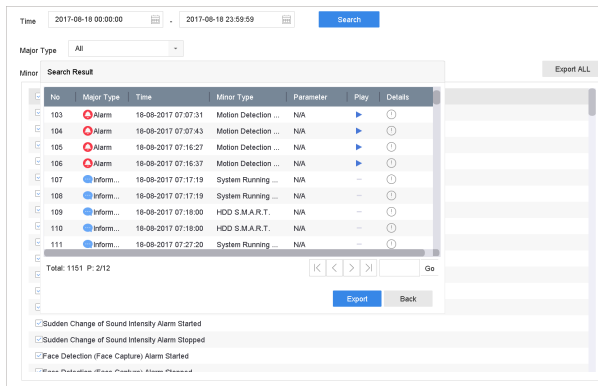 Time 2017-08-18 00:00:00 - 2017-08-18 23:59:59 Search
Major Type All
Minor Search Result Export ALL
No Major Type Time Minor Type Parameter Play Details
103 Alarm 18-08-2017 07:07:31 Motion Detection ... N/A
104 Alarm 18-08-2017 07:07:43 Motion Detection ... N/A
105 Alarm 18-08-2017 07:16:27 Motion Detection ... N/A
106 Alarm 18-08-2017 07:16:37 Motion Detection ... N/A
107 Inform... 18-08-2017 07:17:19 System Running ... N/A —
108 Inform... 18-08-2017 07:17:19 System Running ... N/A —
109 Inform... 18-08-2017 07:18:00 HDD S.M.A.R.T. N/A —
110 Inform... 18-08-2017 07:18:00 HDD S.M.A.R.T. N/A —
111 Inform... 18-08-2017 07:27:20 System Running ... N/A —
Total: 1151 P: 2/12 Go
Export Back
Sudden Change of Sound Intensity Alarm Started
Sudden Change of Sound Intensity Alarm Stopped
Face Detection (Face Capture) Alarm Started
Face Detection (Face Capture) Alarm Stopped